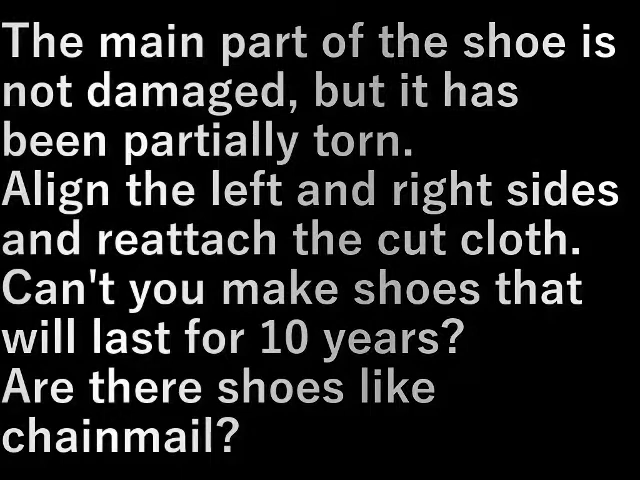 The main part of the shoe is
not damaged, but it has
been partially torn.
Align the left and right sides
and reattach the cut cloth.
Can't you make shoes that
will last for 10 years?
Are there shoes like
chainmail?